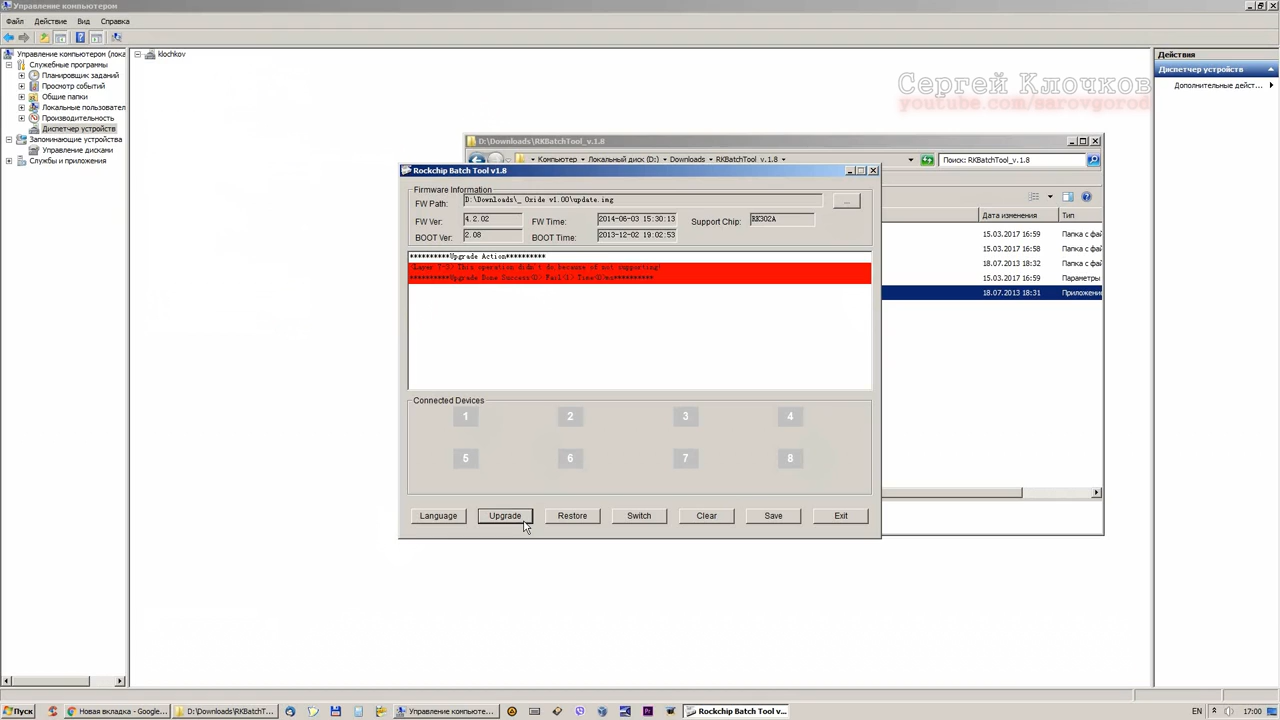 Управление компьютером
Файл Действие Вид Справка
Управление компьютером (лока
Служебные программы
Планировщик заданий
Просмотр событий
Общие папки
Локальные пользовател
Производительность
Диспетчер устройств
Запоминающие устройства
Управление дисками
Службы и приложения
klochkov
Действия
Диспетчер устройств
Дополнительные дейст...
Сергей Клочков
youtube.com/sarovgorod
D:\Downloads\RKBatchTool_v.1.8
Компьютер Локальный диск (D:) Downloads RKBatchTool_v.1.8
Поиск: RKBatchTool_v.1.8
Дата изменения Тип
15.03.2017 16:59 Папка с фай
15.03.2017 16:58 Папка с фай
18.07.2013 18:32 Папка с фай
15.03.2017 16:59 Параметры
18.07.2013 18:31 Приложение
Rockchip Batch Tool v1.8
Firmware Information
FW Path: D:\Downloads\_ Oxide v1.00\update.img ...
FW Ver: 4.2.02 FW Time: 2014-06-03 15:30:13 Support Chip:
BOOT Ver: 2.08 BOOT Time: 2013-12-02 19:02:53
**********Upgrade Action**********
This operation didn't do because of not supporting!
**********Upgrade Done Success<0> Fail<1> Time<0>ms**********
Connected Devices
1 2 3 4
5 6 7 8
Language Upgrade Restore Switch Clear Save Exit
Пуск
Новая вкладка - Google...
D:\Downloads\RKBatchT...
Управление компьюте...
Rockchip Batch Tool v...
EN 17:00